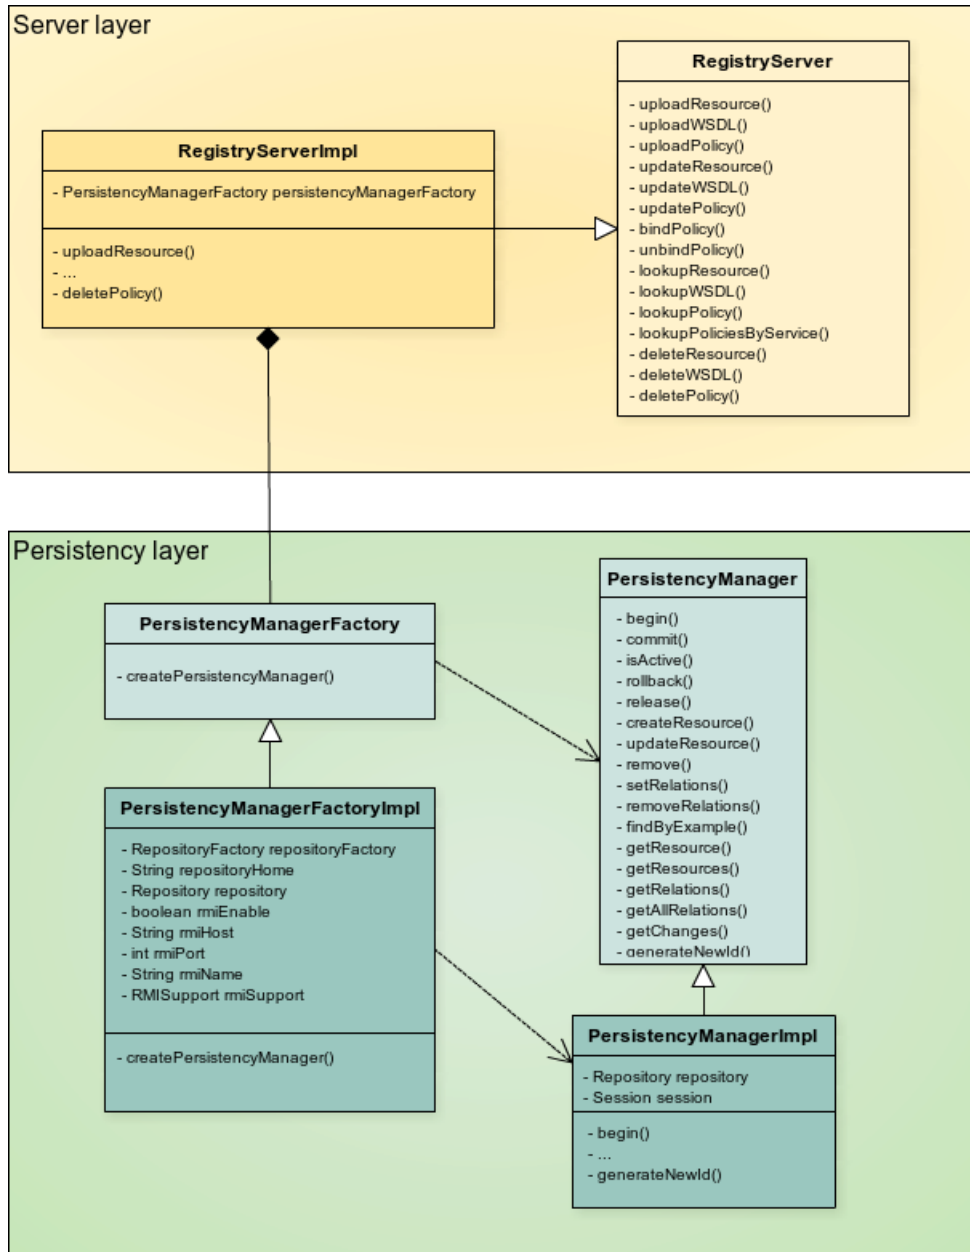 Server layer
RegistryServer
- uploadResource()
- uploadWSDL()
- uploadPolicy()
- updateResource()
- updateWSDL()
- updatePolicy()
- bindPolicy()
- unbindPolicy()
- lookupResource()
- lookupWSDL()
- lookupPolicy()
- lookupPoliciesByService()
- deleteResource()
- deleteWSDL()
- deletePolicy()
RegistryServerImpl
- PersistencyManagerFactory persistencyManagerFactory
- uploadResource()
- ...
- deletePolicy()
Persistency layer
PersistencyManagerFactory
- createPersistencyManager()
PersistencyManager
- begin()
- commit()
- isActive()
- rollback()
- release()
- createResource()
- updateResource()
- remove()
- setRelations()
- removeRelations()
- findByExample()
- getResource()
- getResources()
- getRelations()
- getAllRelations()
- getChanges()
- generateNewId()
PersistencyManagerFactoryImpl
- RepositoryFactory repositoryFactory
- String repositoryHome
- Repository repository
- boolean rmiEnable
- String rmiHost
- int rmiPort
- String rmiName
- RMISupport rmiSupport
- createPersistencyManager()
PersistencyManagerImpl
- Repository repository
- Session session
- begin()
- ...
- generateNewId()